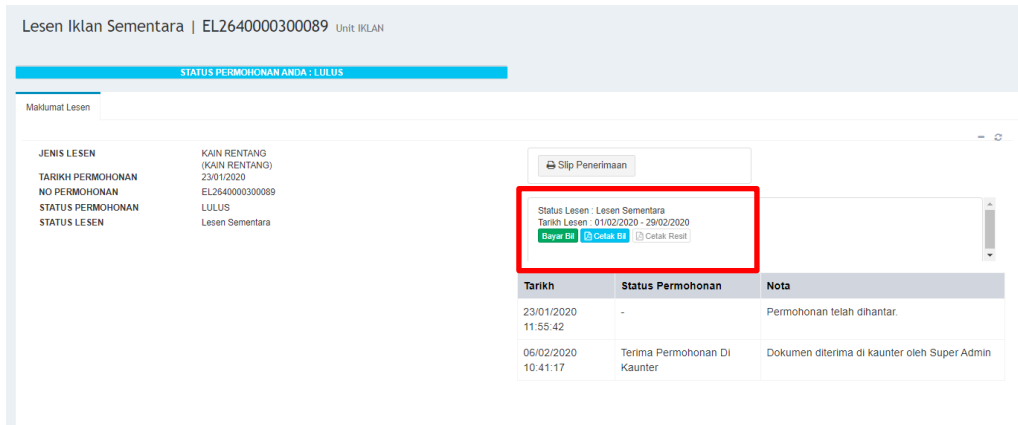 Lesen Iklan Sementara | EL2640000300089 Unit IKLAN
STATUS PERMOHONAN ANDA : LULUS
Maklumat Lesen
JENIS LESEN KAIN RENTANG
(KAIN RENTANG)
TARIKH PERMOHONAN 23/01/2020
NO PERMOHONAN EL2640000300089
STATUS PERMOHONAN LULUS
STATUS LESEN Lesen Sementara
Slip Penerimaan
Status Lesen : Lesen Sementara
Tarikh Lesen : 01/02/2020 - 29/02/2020
Bayar Bil Cetak Bil Cetak Resit
Tarikh Status Permohonan Nota
23/01/2020 - Permohonan telah dihantar.
11:55:42
06/02/2020 Terima Permohonan Di Dokumen diterima di kaunter oleh Super Admin
10:41:17 Kaunter